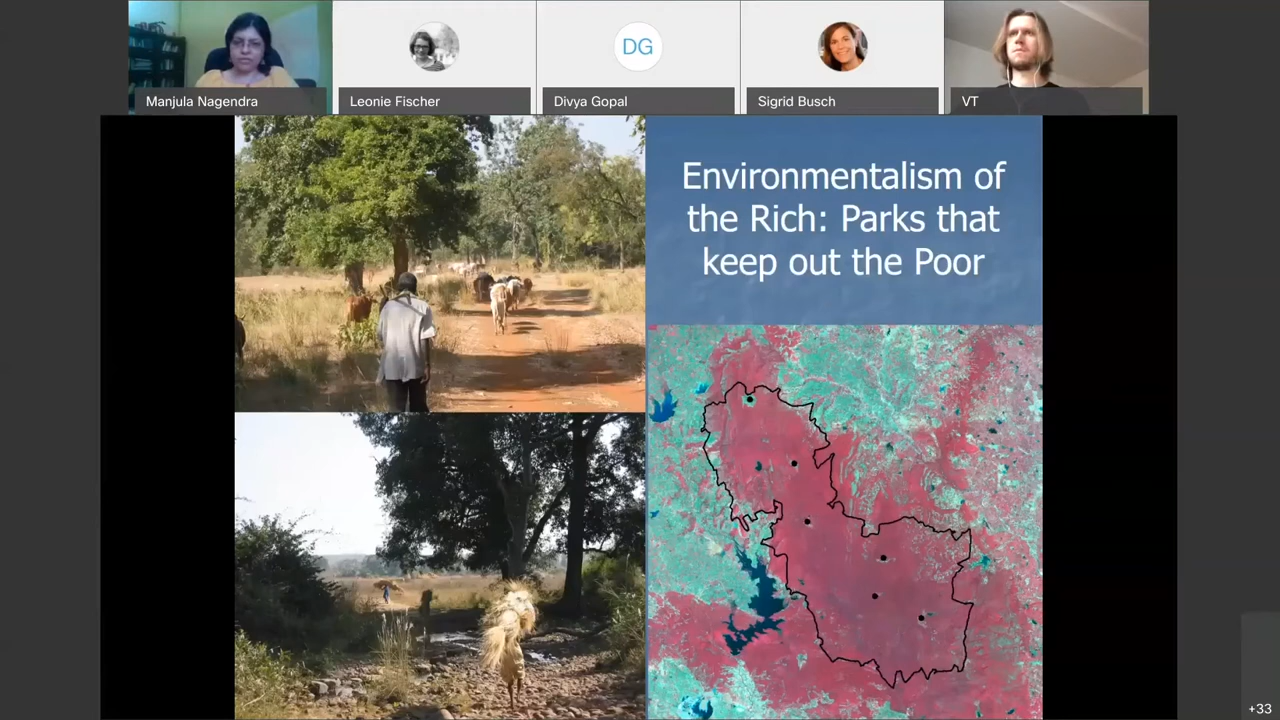 DG
Manjula Nagendra
Leonie Fischer
Divya Gopal
Sigrid Busch
VT
Environmentalism of
the Rich: Parks that
keep out the Poor
+33